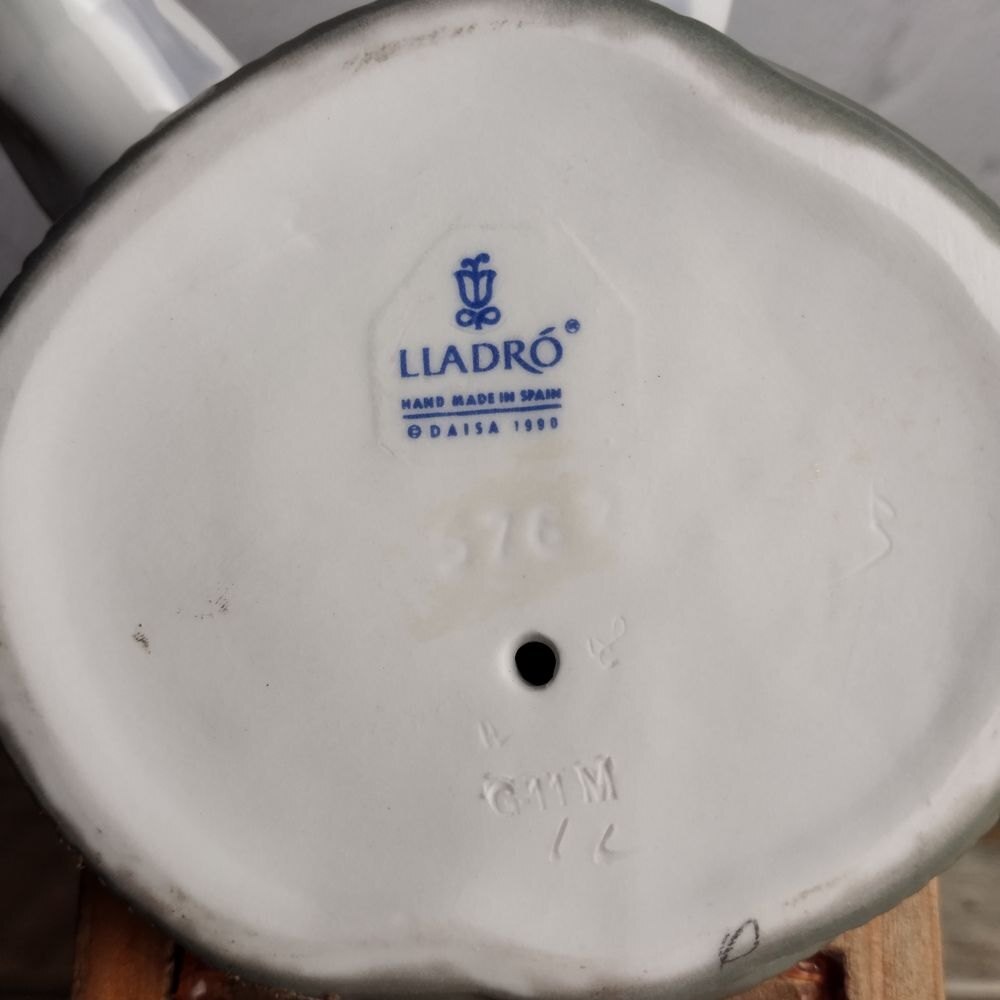 LLADRÓ®
HAND MADE IN SPAIN
© DAISA 1990
G11M